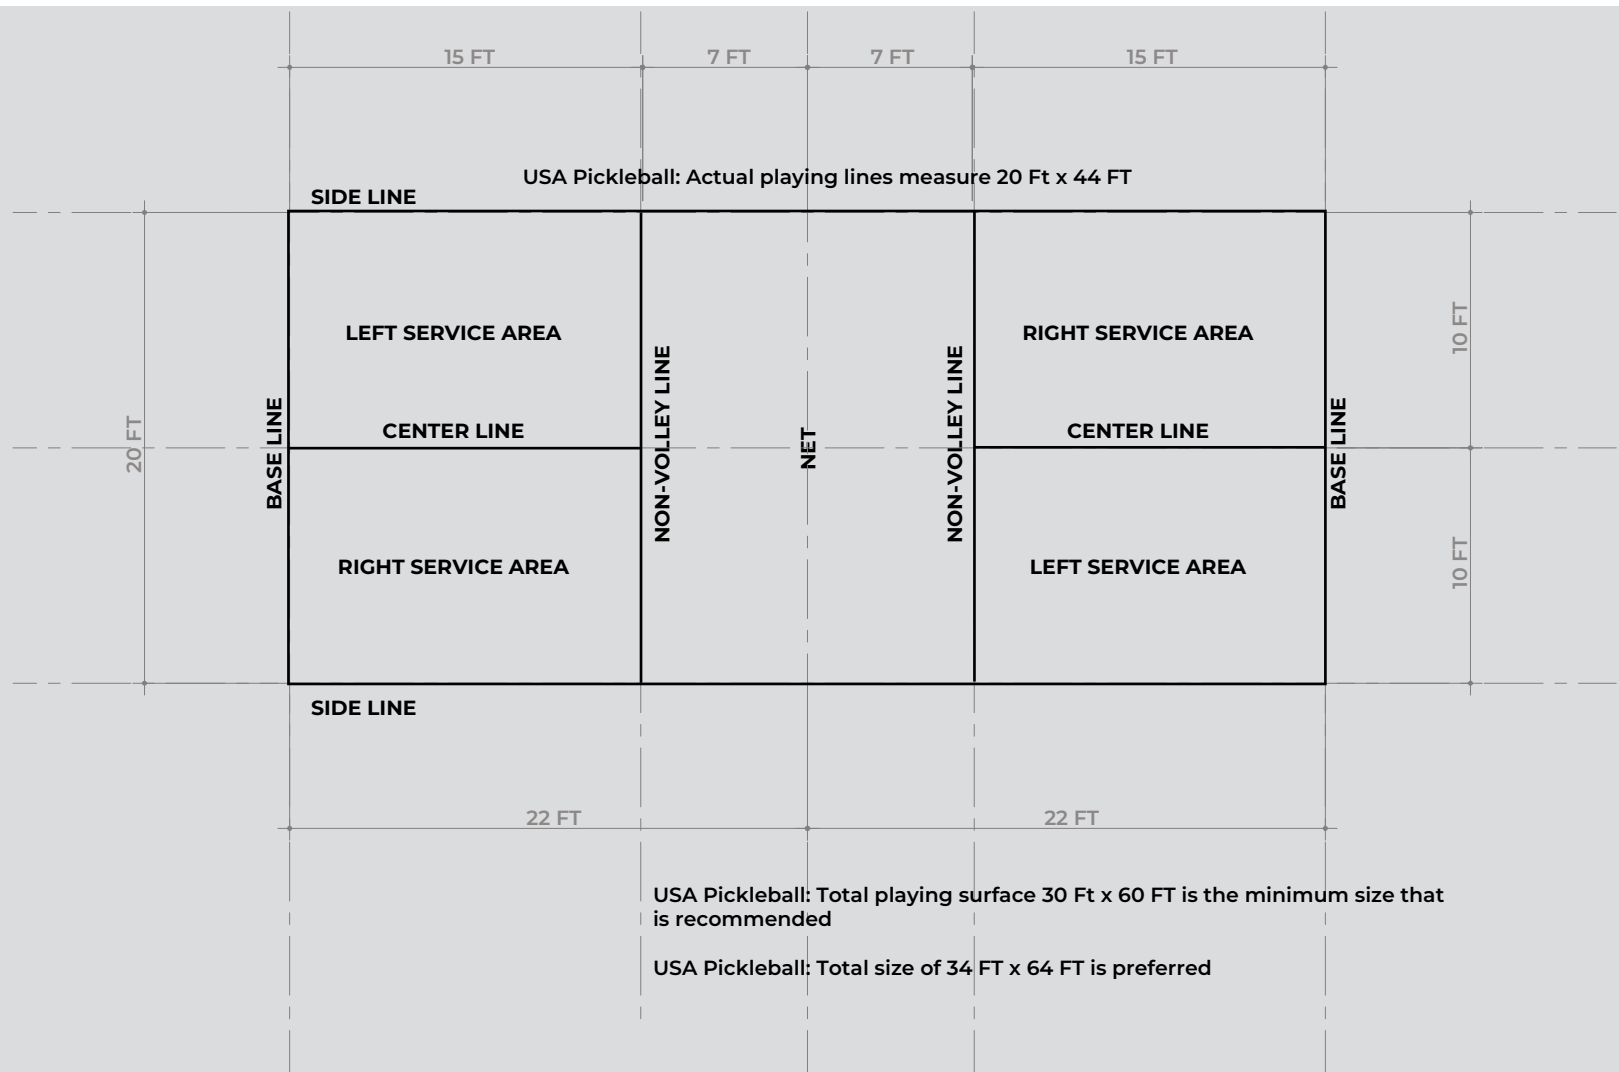 15 FT
7 FT
7 FT
15 FT
USA Pickleball: Actual playing lines measure 20 Ft x 44 FT
SIDE LINE
LEFT SERVICE AREA
RIGHT SERVICE AREA
10 FT
20 FT
BASE LINE
CENTER LINE
NON-VOLLEY LINE
NET
NON-VOLLEY LINE
CENTER LINE
BASE LINE
RIGHT SERVICE AREA
LEFT SERVICE AREA
10 FT
SIDE LINE
22 FT
22 FT
USA Pickleball: Total playing surface 30 Ft x 60 FT is the minimum size that
is recommended
USA Pickleball: Total size of 34 FT x 64 FT is preferred